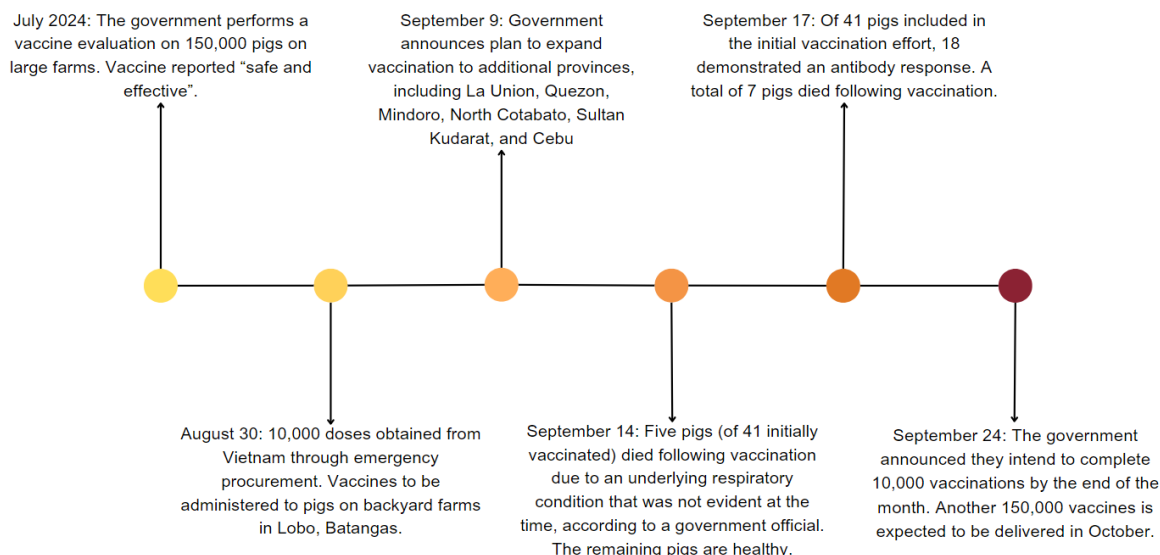 July 2024: The government performs a
vaccine evaluation on 150,000 pigs on
large farms. Vaccine reported “safe and
effective”.
September 9: Government
announces plan to expand
vaccination to additional provinces,
including La Union, Quezon,
Mindoro, North Cotabato, Sultan
Kudarat, and Cebu
September 17: Of 41 pigs included in
the initial vaccination effort, 18
demonstrated an antibody response. A
total of 7 pigs died following vaccination.
August 30: 10,000 doses obtained from
Vietnam through emergency
procurement. Vaccines to be
administered to pigs on backyard farms
in Lobo, Batangas.
September 14: Five pigs (of 41 initially
vaccinated) died following vaccination
due to an underlying respiratory
condition that was not evident at the
time, according to a government official.
The remaining pigs are healthy.
September 24: The government
announced they intend to complete
10,000 vaccinations by the end of the
month. Another 150,000 vaccines is
expected to be delivered in October.